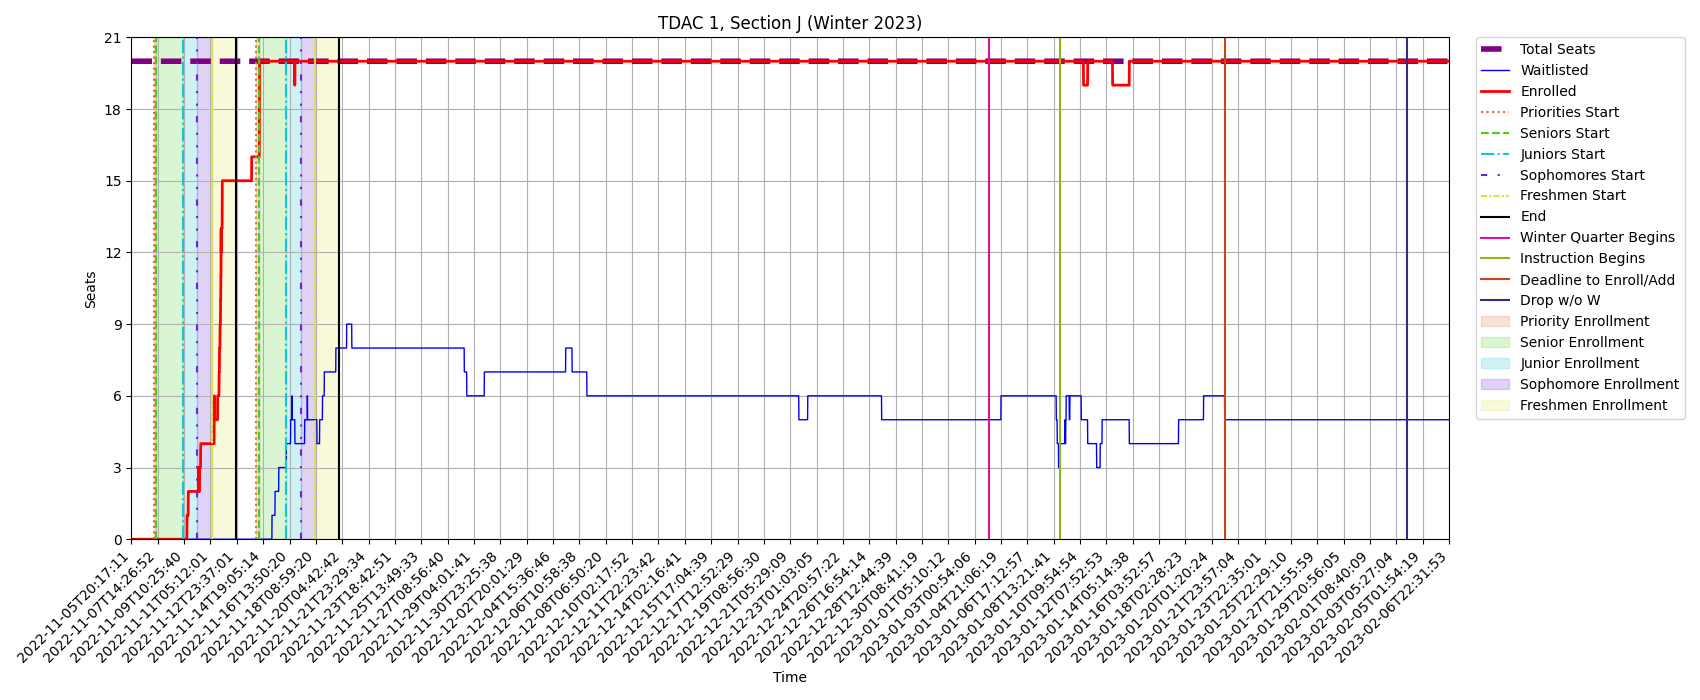 TDAC 1, Section J (Winter 2023)
21
18
15
12
9
6
3
0
Seats
2022-11-05T20:17:11
2022-11-07T14:26:52
2022-11-09T10:25:40
2022-11-11T05:12:01
2022-11-12T23:37:01
2022-11-14T19:05:14
2022-11-16T13:50:20
2022-11-18T08:59:20
2022-11-20T04:42:42
2022-11-21T23:29:34
2022-11-23T18:42:51
2022-11-25T13:49:33
2022-11-27T08:56:40
2022-11-29T04:01:41
2022-11-30T23:25:38
2022-12-02T20:01:29
2022-12-04T15:36:46
2022-12-06T10:58:38
2022-12-08T06:50:20
2022-12-10T02:17:52
2022-12-11T22:23:42
2022-12-14T02:16:41
2022-12-15T17:04:39
2022-12-17T12:52:29
2022-12-19T08:56:30
2022-12-21T05:29:09
2022-12-23T01:03:05
2022-12-24T20:57:22
2022-12-26T16:54:14
2022-12-28T12:44:39
2022-12-30T08:41:19
2023-01-01T05:10:12
2023-01-03T00:54:06
2023-01-04T21:06:19
2023-01-06T17:12:57
2023-01-08T13:21:41
2023-01-10T09:54:54
2023-01-12T07:52:53
2023-01-14T05:14:38
2023-01-16T03:52:57
2023-01-18T02:28:23
2023-01-20T01:20:24
2023-01-21T23:57:04
2023-01-23T22:35:01
2023-01-25T22:29:10
2023-01-27T21:55:59
2023-01-29T20:56:05
2023-02-01T08:40:09
2023-02-03T05:27:04
2023-02-05T01:54:19
2023-02-06T22:31:53
Time
Total Seats
Waitlisted
Enrolled
Priorities Start
Seniors Start
Juniors Start
Sophomores Start
Freshmen Start
End
Winter Quarter Begins
Instruction Begins
Deadline to Enroll/Add
Drop w/o W
Priority Enrollment
Senior Enrollment
Junior Enrollment
Sophomore Enrollment
Freshmen Enrollment